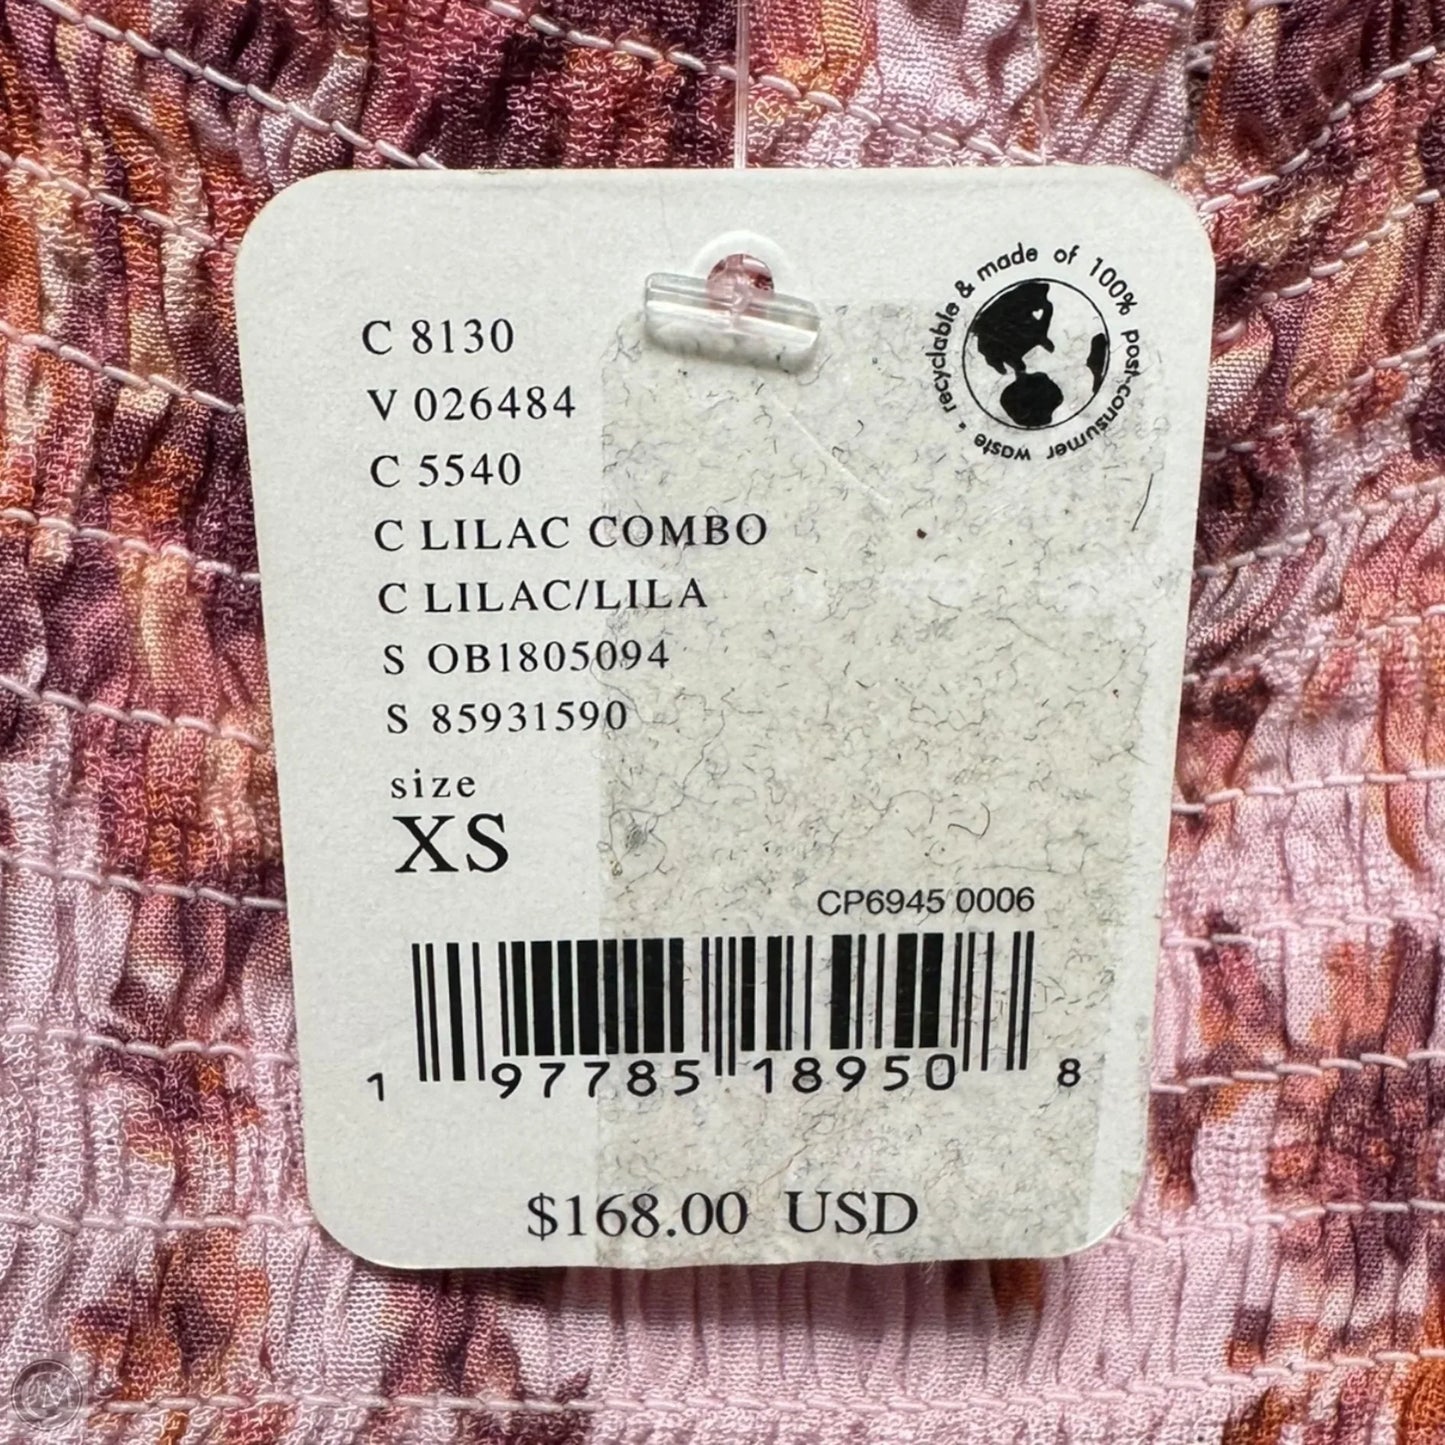 recyclable & made of 100% post-consumer waste •
C 8130
V 026484
C 5540
C LILAC COMBO
C LILAC/LILA
S OB1805094
S 85931590
size
XS
CP6945 0006
1 97785 18950 8
$168.00 USD